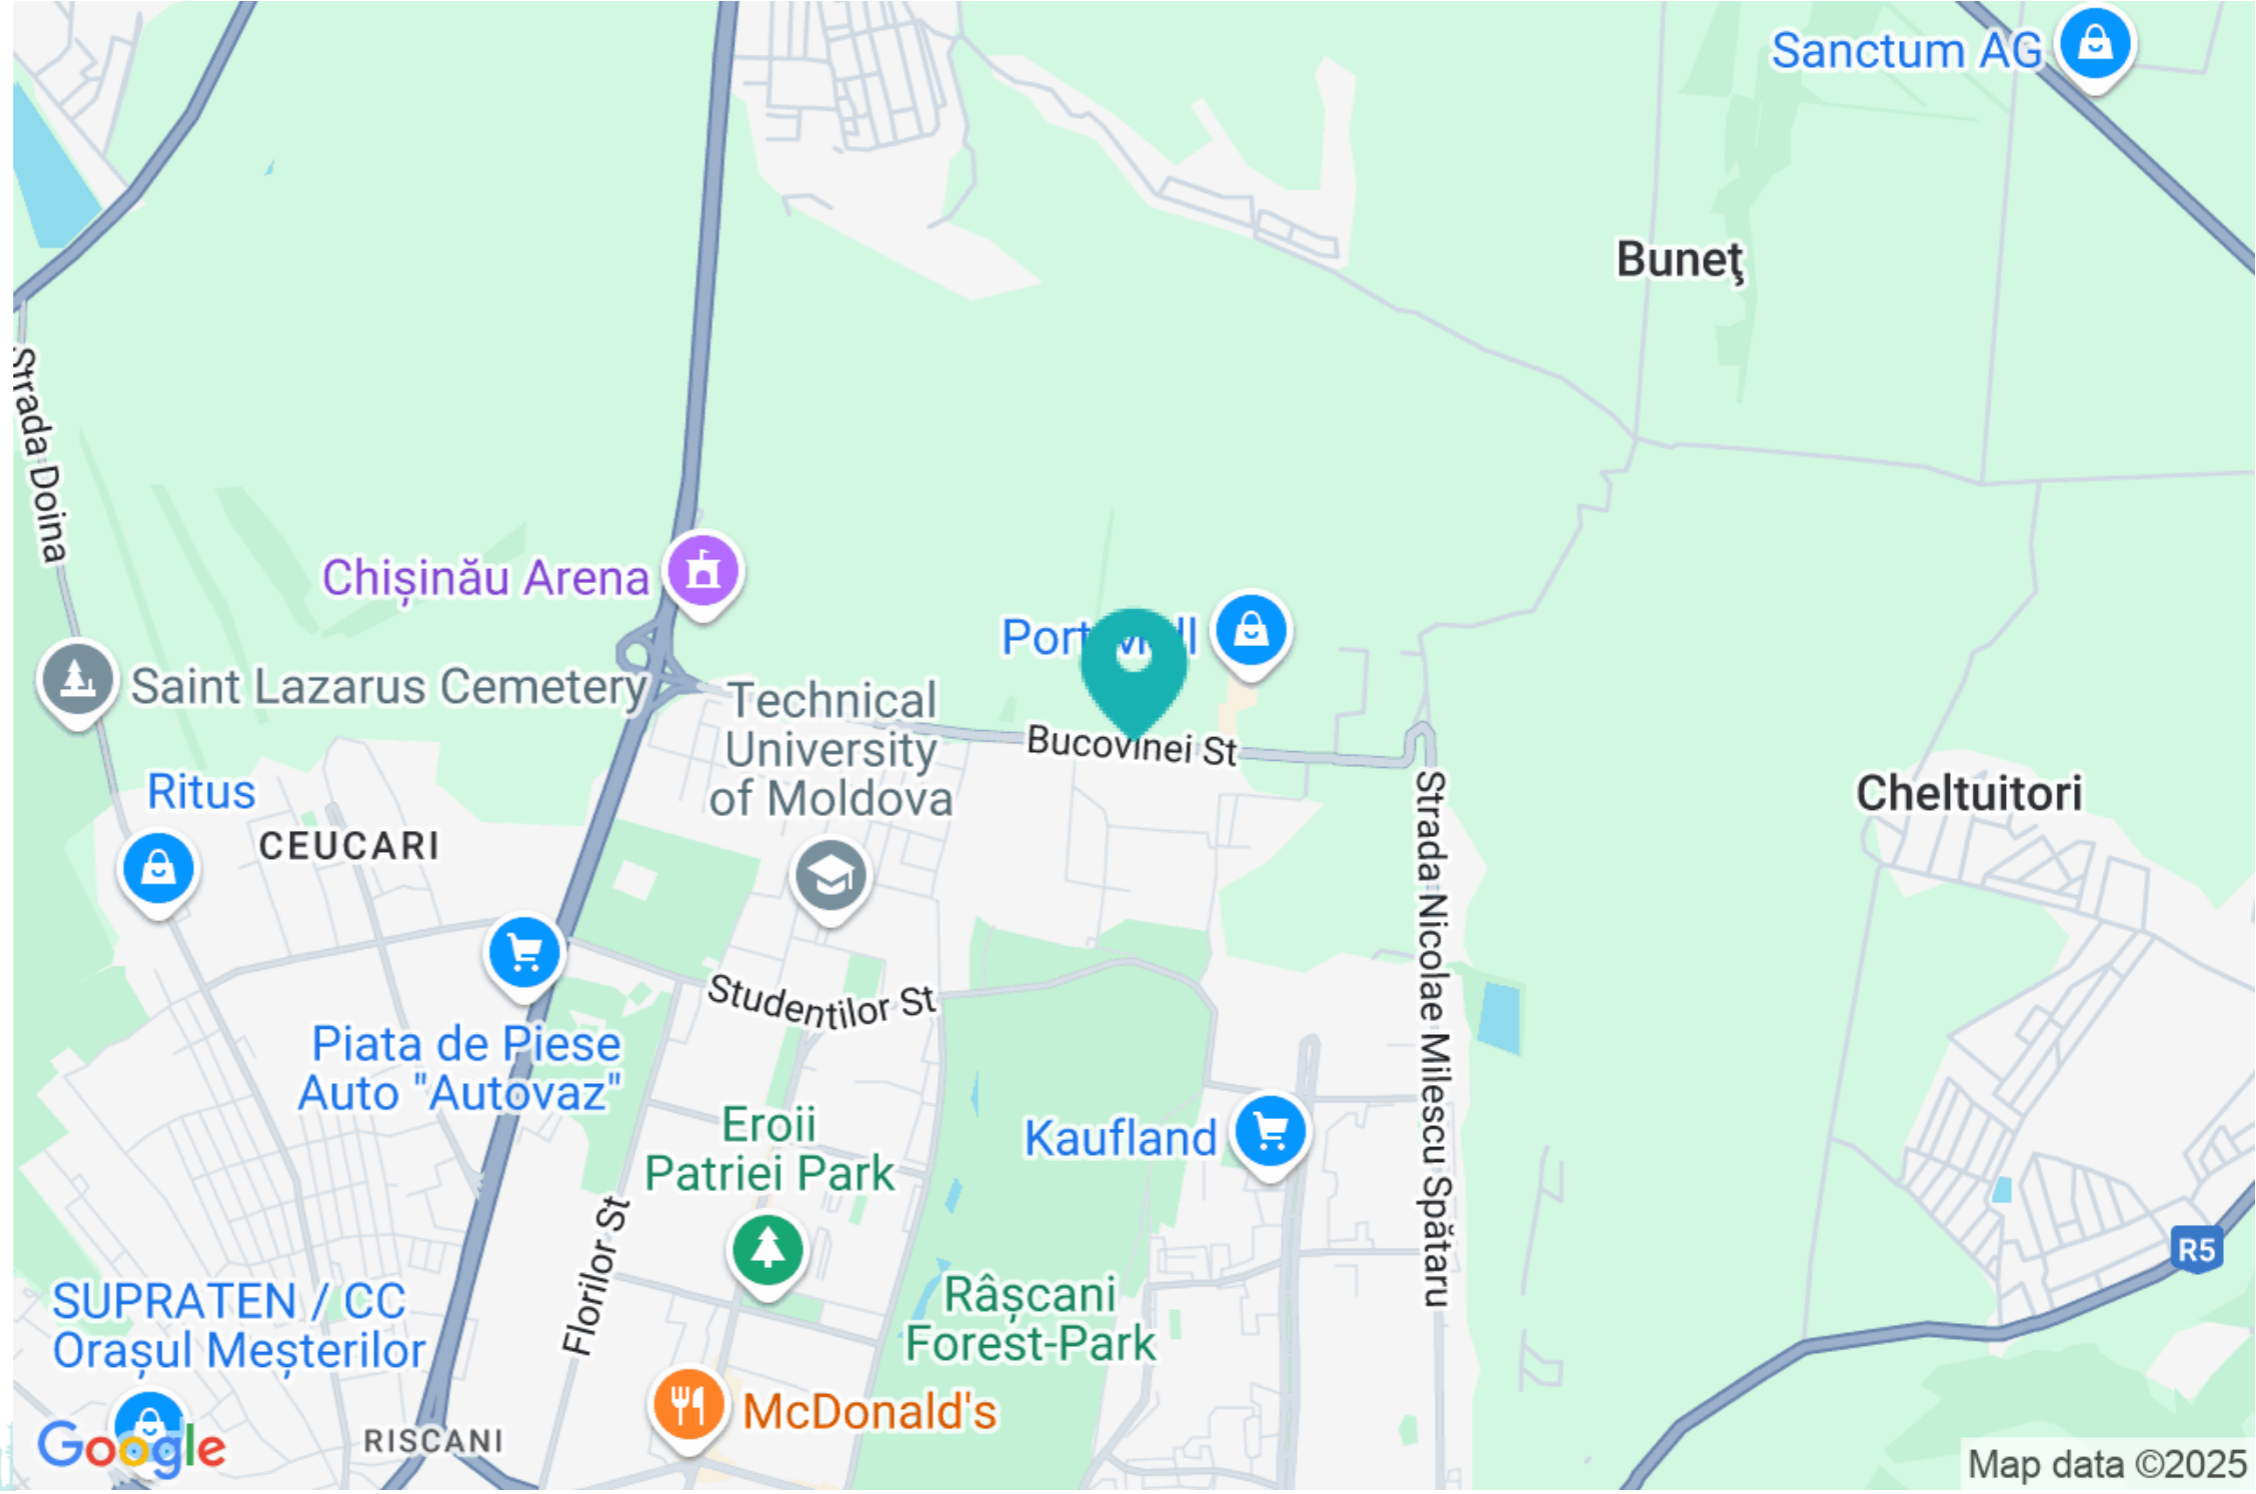 Sanctum AG
Buneţ
Strada Doina
Chișinău Arena
Port
Saint Lazarus Cemetery
Technical
University
of Moldova
Bucovinei St
Ritus
CEUCARI
Cheltuitori
Strada Nicolae Milescu Spătaru
Studentilor St
Piata de Piese
Auto "Autovaz"
Eroii
Patriei Park
Kaufland
Florilor St
R5
SUPRATEN / CC
Orașul Meșterilor
Râșcani
Forest-Park
McDonald's
RISCANI
Google
Map data ©2025